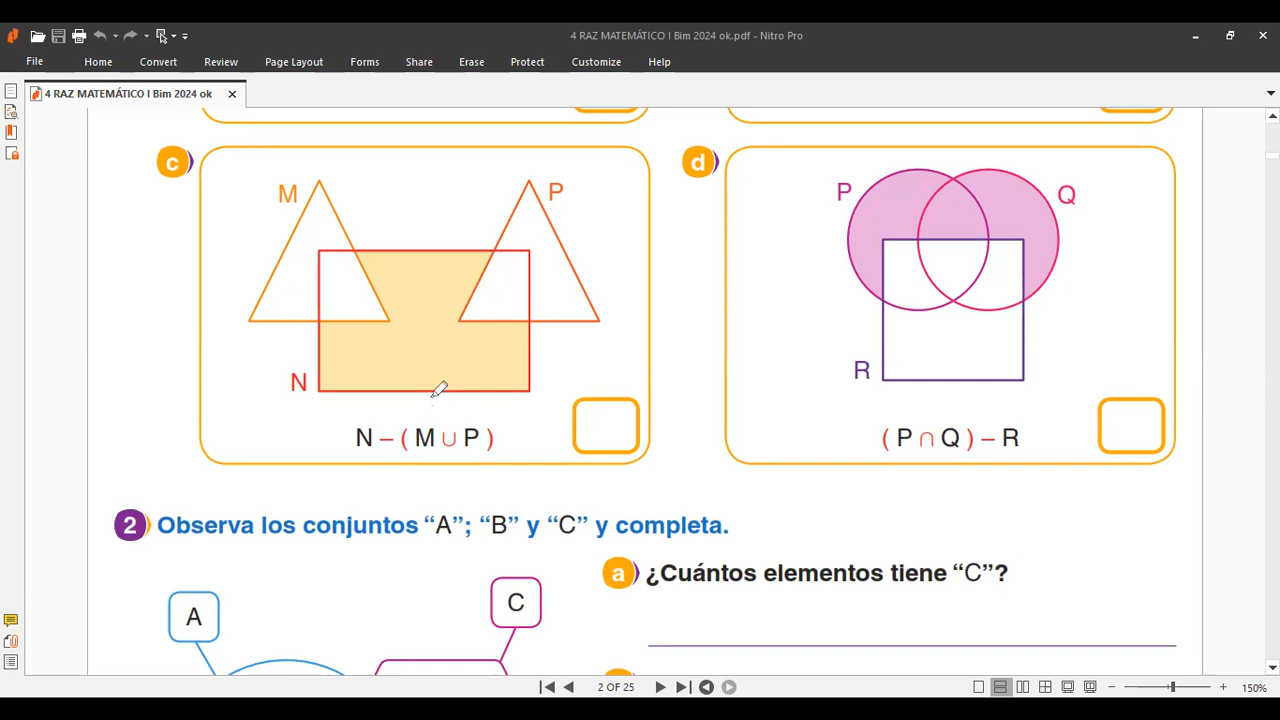 4 RAZ MATEMÁTICO I Bim 2024 ok.pdf - Nitro Pro
File Home Convert Review Page Layout Forms Share Erase Protect Customize Help
4 RAZ MATEMÁTICO I Bim 2024 ok
c
M
P
N
N – ( M ∪ P )
d
P
Q
R
( P ∩ Q ) – R
2 Observa los conjuntos “A”; “B” y “C” y completa.
A
C
a ¿Cuántos elementos tiene “C”?
2 OF 25
150%